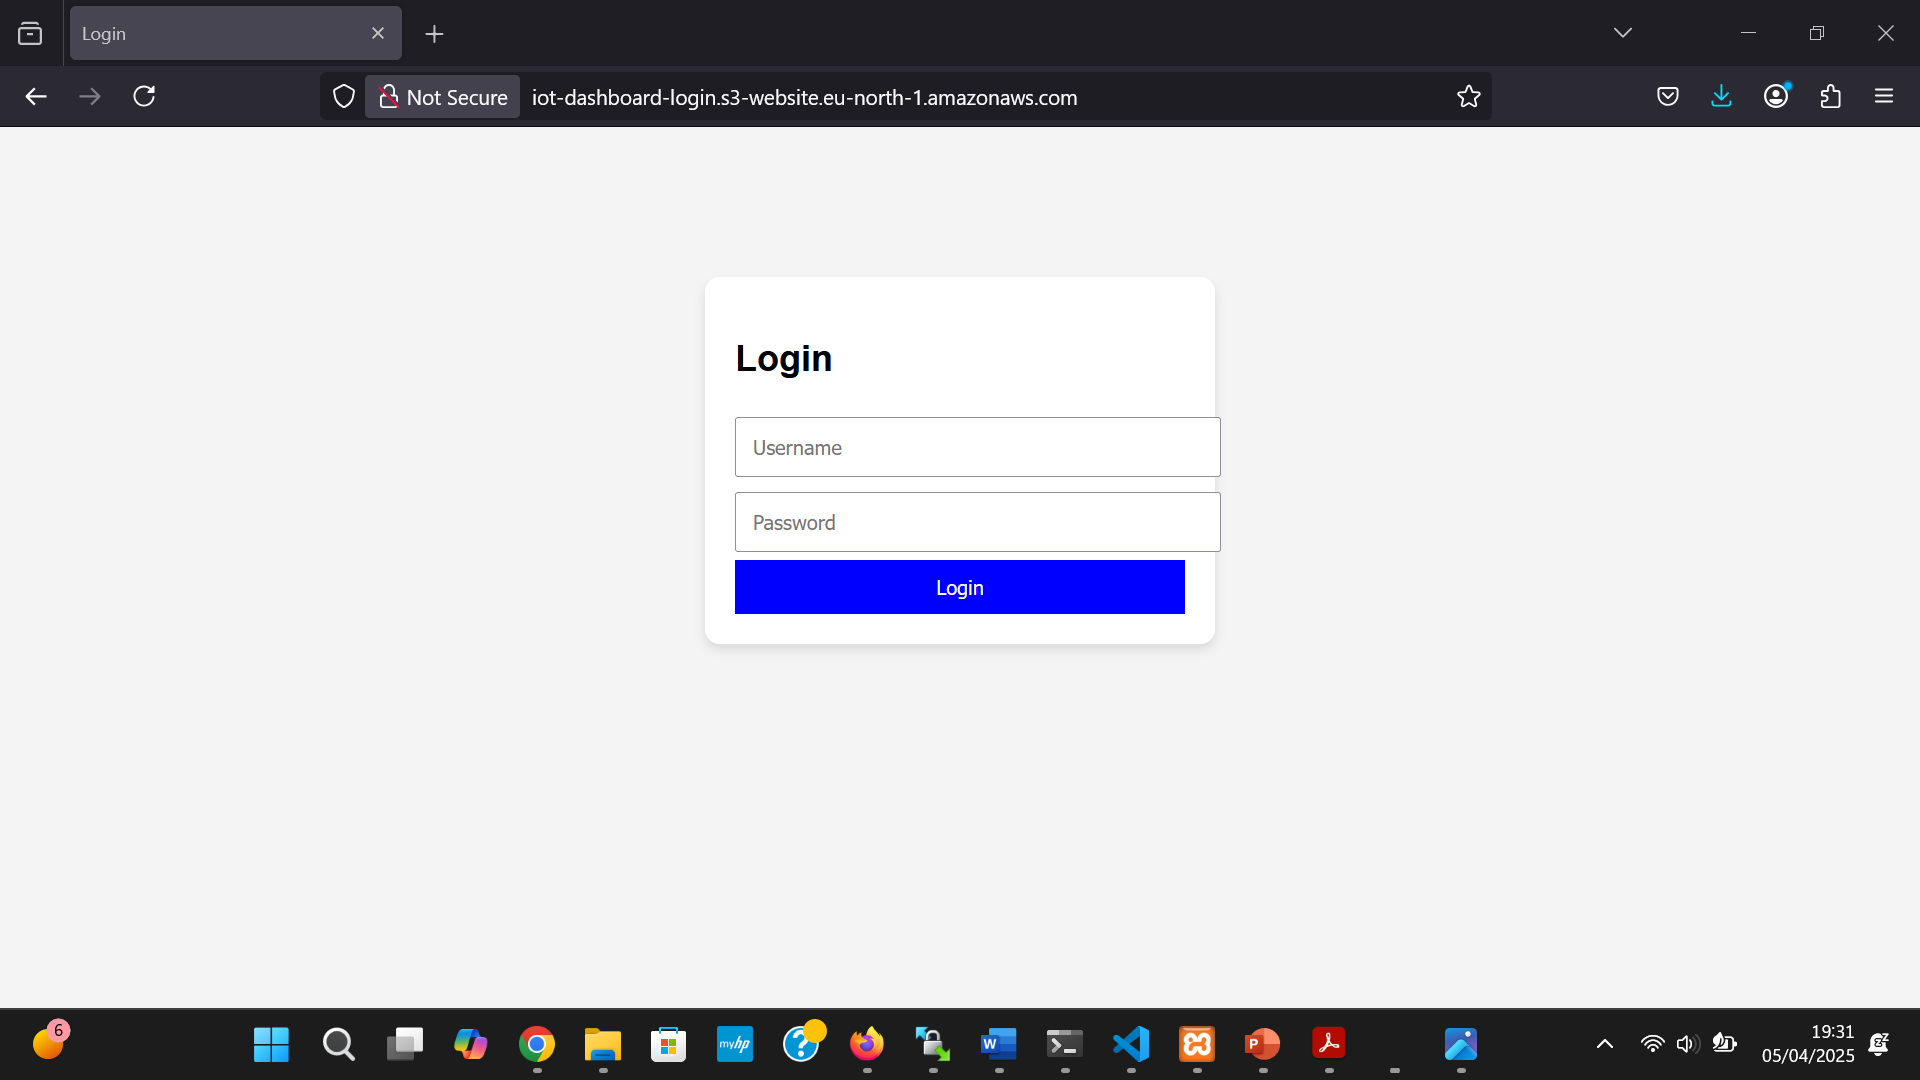 Login
Not Secure iot-dashboard-login.s3-website.eu-north-1.amazonaws.com
Login
Username
Password
Login
6
myhp
19:31
05/04/2025